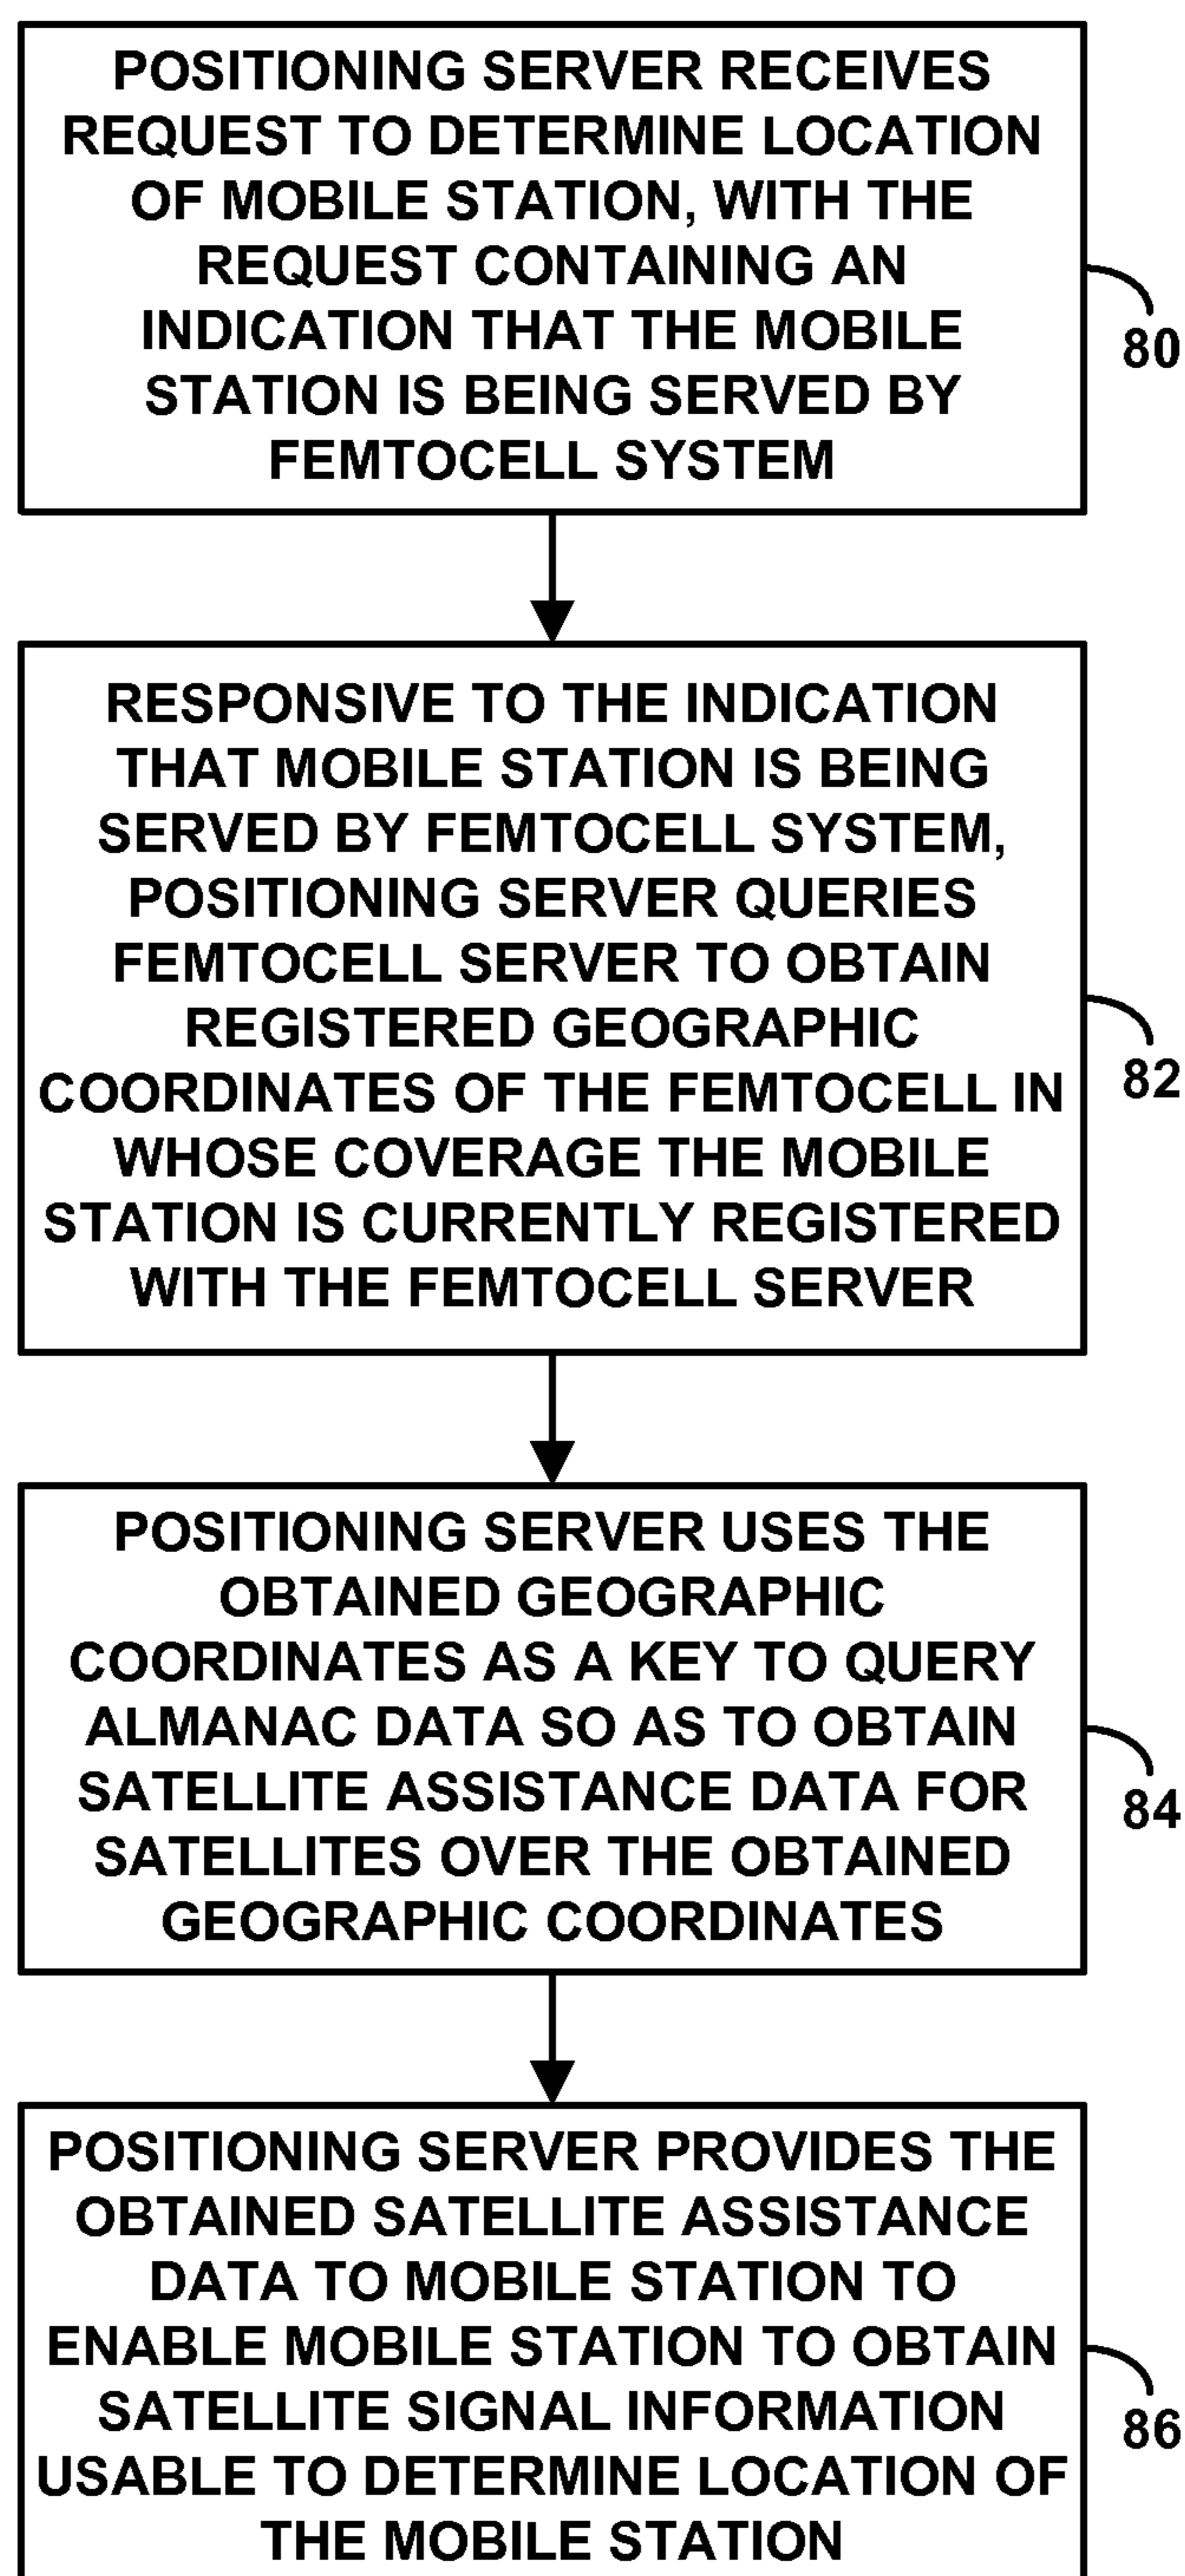 POSITIONING SERVER RECEIVES
REQUEST TO DETERMINE LOCATION
OF MOBILE STATION, WITH THE
REQUEST CONTAINING AN
INDICATION THAT THE MOBILE
STATION IS BEING SERVED BY
FEMTOCELL SYSTEM
80
RESPONSIVE TO THE INDICATION
THAT MOBILE STATION IS BEING
SERVED BY FEMTOCELL SYSTEM,
POSITIONING SERVER QUERIES
FEMTOCELL SERVER TO OBTAIN
REGISTERED GEOGRAPHIC
COORDINATES OF THE FEMTOCELL IN
WHOSE COVERAGE THE MOBILE
STATION IS CURRENTLY REGISTERED
WITH THE FEMTOCELL SERVER
82
POSITIONING SERVER USES THE
OBTAINED GEOGRAPHIC
COORDINATES AS A KEY TO QUERY
ALMANAC DATA SO AS TO OBTAIN
SATELLITE ASSISTANCE DATA FOR
SATELLITES OVER THE OBTAINED
GEOGRAPHIC COORDINATES
84
POSITIONING SERVER PROVIDES THE
OBTAINED SATELLITE ASSISTANCE
DATA TO MOBILE STATION TO
ENABLE MOBILE STATION TO OBTAIN
SATELLITE SIGNAL INFORMATION
USABLE TO DETERMINE LOCATION OF
THE MOBILE STATION
86